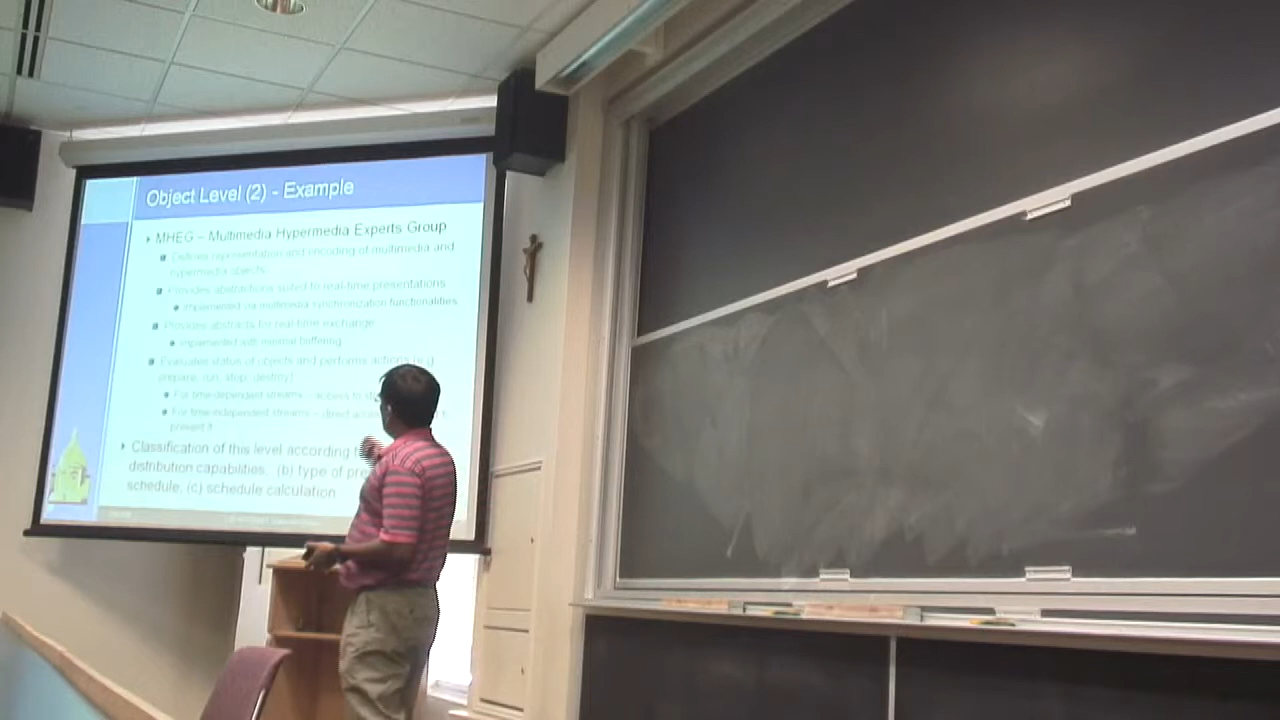 Object Level (2) - Example
MHEG – Multimedia Hypermedia Experts Group
Defines representation and encoding of multimedia and
hypermedia objects
Provides abstractions suited to real-time presentations
implemented via multimedia synchronization functionalities
Provides abstracts for real-time exchange
implemented with minimal buffering
Evaluates status of objects and performs actions (e.g.
prepare, run, stop, destroy)
For time-dependent streams – access to
For time-independent streams – direct
present it
Classification of this level according
distribution capabilities, (b) type of
schedule, (c) schedule calculation